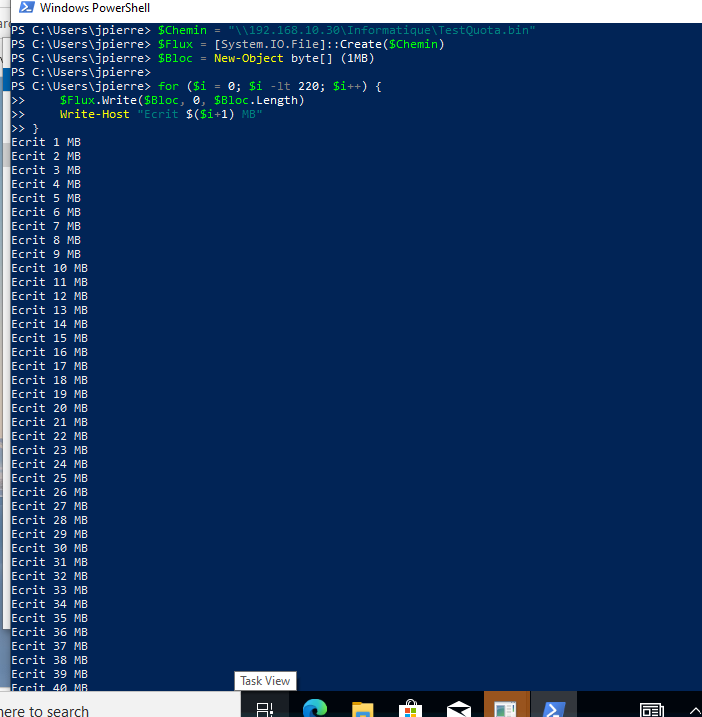 Windows PowerShell
PS C:\Users\jpierre> $Chemin = "\\192.168.10.30\Informatique\TestQuota.bin"
PS C:\Users\jpierre> $Flux = [System.IO.File]::Create($Chemin)
PS C:\Users\jpierre> $Bloc = New-Object byte[] (1MB)
PS C:\Users\jpierre>
PS C:\Users\jpierre> for ($i = 0; $i -lt 220; $i++) {
>>     $Flux.Write($Bloc, 0, $Bloc.Length)
>>     Write-Host "Ecrit $($i+1) MB"
>> }
Ecrit 1 MB
Ecrit 2 MB
Ecrit 3 MB
Ecrit 4 MB
Ecrit 5 MB
Ecrit 6 MB
Ecrit 7 MB
Ecrit 8 MB
Ecrit 9 MB
Ecrit 10 MB
Ecrit 11 MB
Ecrit 12 MB
Ecrit 13 MB
Ecrit 14 MB
Ecrit 15 MB
Ecrit 16 MB
Ecrit 17 MB
Ecrit 18 MB
Ecrit 19 MB
Ecrit 20 MB
Ecrit 21 MB
Ecrit 22 MB
Ecrit 23 MB
Ecrit 24 MB
Ecrit 25 MB
Ecrit 26 MB
Ecrit 27 MB
Ecrit 28 MB
Ecrit 29 MB
Ecrit 30 MB
Ecrit 31 MB
Ecrit 32 MB
Ecrit 33 MB
Ecrit 34 MB
Ecrit 35 MB
Ecrit 36 MB
Ecrit 37 MB
Ecrit 38 MB
Ecrit 39 MB
Ecrit 40 MB
Task View
here to search